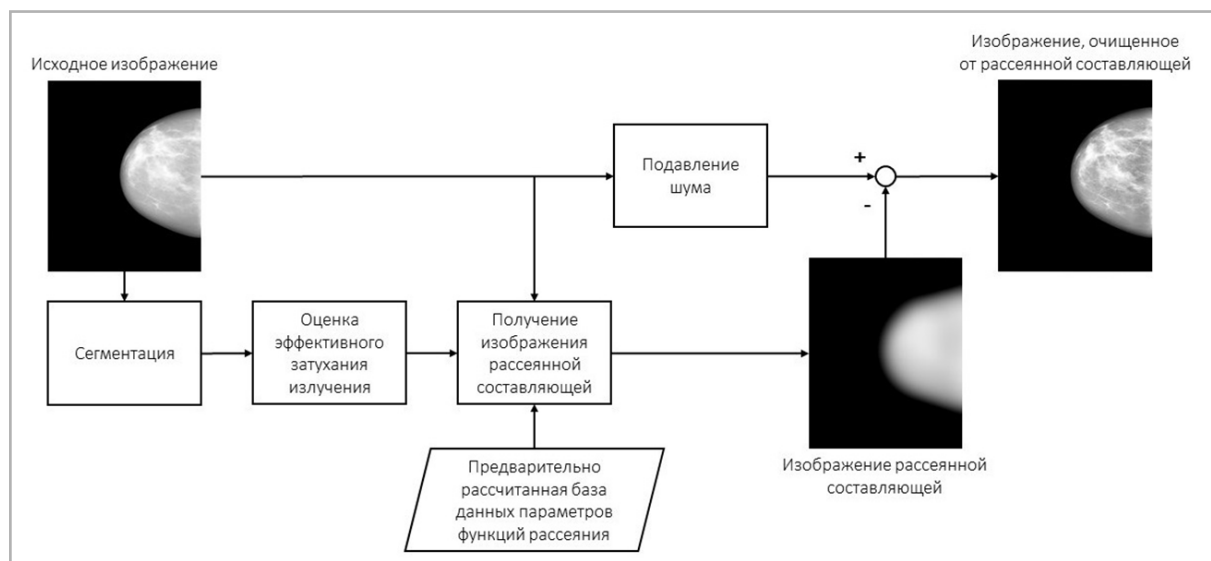 Исходное изображение
Изображение, очищенное
от рассеянной составляющей
Подавление
шума
+
-
Сегментация
Оценка
эффективного
затухания
излучения
Получение
изображения
рассеянной
составляющей
Изображение рассеянной
составляющей
Предварительно
рассчитанная база
данных параметров
функций рассеяния